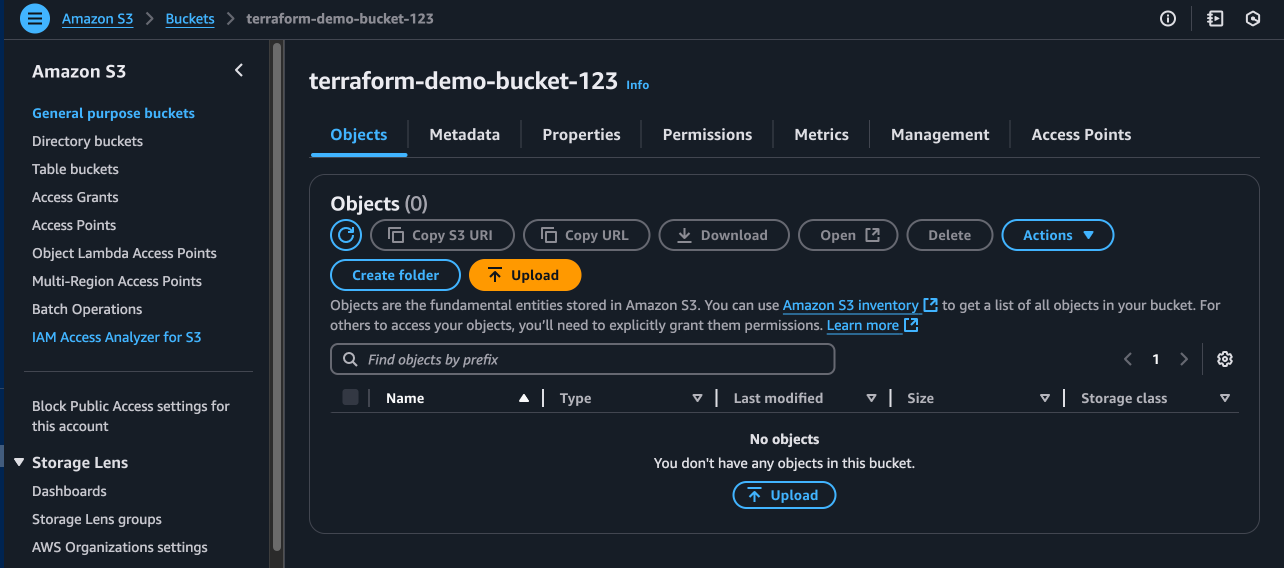 Amazon S3 > Buckets > terraform-demo-bucket-123
Amazon S3
General purpose buckets
Directory buckets
Table buckets
Access Grants
Access Points
Object Lambda Access Points
Multi-Region Access Points
Batch Operations
IAM Access Analyzer for S3
Block Public Access settings for
this account
Storage Lens
Dashboards
Storage Lens groups
AWS Organizations settings
terraform-demo-bucket-123 Info
Objects Metadata Properties Permissions Metrics Management Access Points
Objects (0)
Copy S3 URI Copy URL Download Open Delete Actions
Create folder Upload
Objects are the fundamental entities stored in Amazon S3. You can use Amazon S3 inventory to get a list of all objects in your bucket. For
others to access your objects, you'll need to explicitly grant them permissions. Learn more
Find objects by prefix
1
Name Type Last modified Size Storage class
No objects
You don't have any objects in this bucket.
Upload